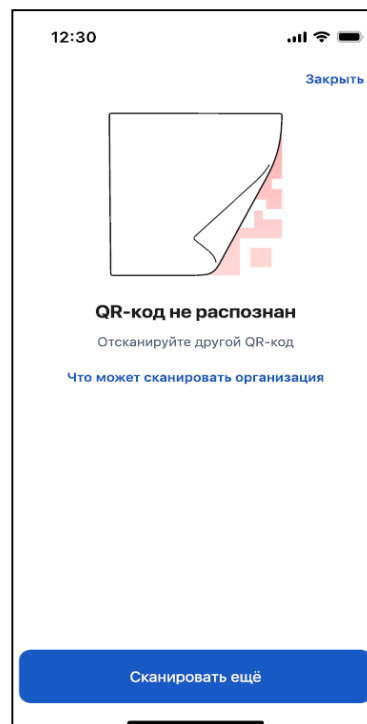 12:30
Закрыть
QR-код не распознан
Отсканируйте другой QR-код
Что может сканировать организация
Сканировать ещё